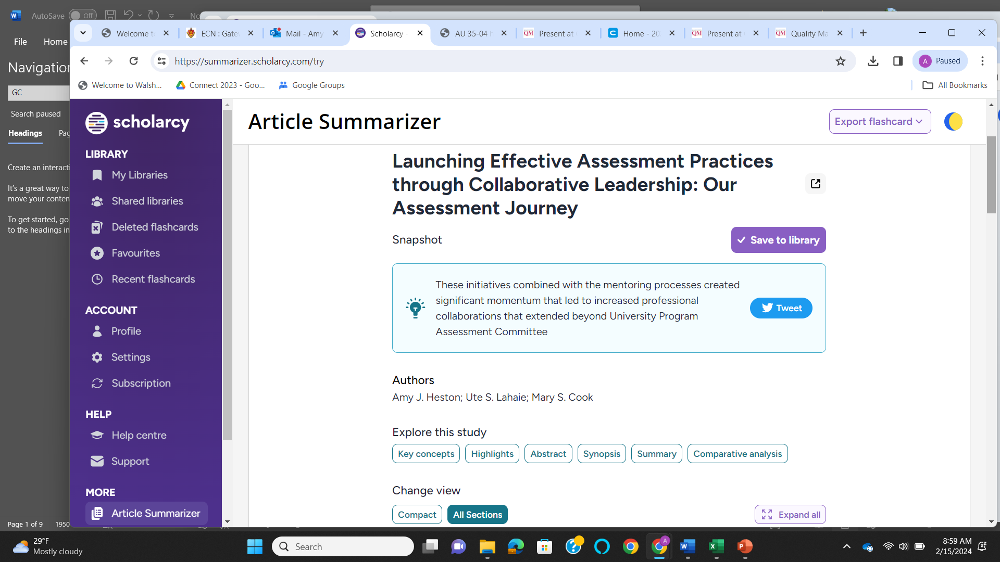 AutoSave Off No
File Home
Navigation
GC
Search paused
Headings Pag
Create an interacti
It's a great way to
move your conten
To get started, go
to the headings in
Page 1 of 9 1950
Welcome to ECN : Gatew Mail - Amy Scholarcy - AU 35-04 h Present at Home - 20 Present at Quality Ma
https://summarizer.scholarcy.com/try
A Paused
Welcome to Walsh... Connect 2023 - Goo... Google Groups All Bookmarks
scholarcy
LIBRARY
My Libraries
Shared libraries
Deleted flashcards
Favourites
Recent flashcards
ACCOUNT
Profile
Settings
Subscription
HELP
Help centre
Support
MORE
Article Summarizer
Article Summarizer
Export flashcard
Launching Effective Assessment Practices
through Collaborative Leadership: Our
Assessment Journey
Snapshot
Save to library
These initiatives combined with the mentoring processes created
significant momentum that led to increased professional
collaborations that extended beyond University Program
Assessment Committee
Tweet
Authors
Amy J. Heston; Ute S. Lahaie; Mary S. Cook
Explore this study
Key concepts Highlights Abstract Synopsis Summary Comparative analysis
Change view
Compact All Sections Expand all
29°F
Mostly cloudy
Search
8:59 AM
2/15/2024